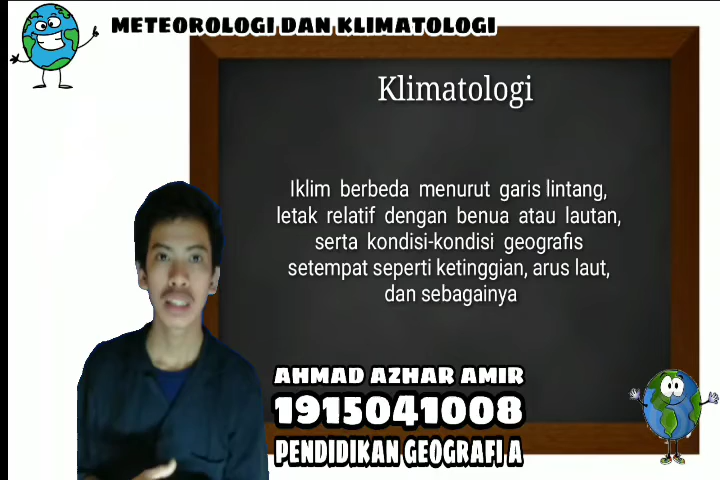 METEOROLOGI DAN KLIMATOLOGI
Klimatologi
Iklim berbeda menurut garis lintang,
letak relatif dengan benua atau lautan,
serta kondisi-kondisi geografis
setempat seperti ketinggian, arus laut,
dan sebagainya
AHMAD AZHAR AMIR
1915041008
PENDIDIKAN GEOGRAFI A